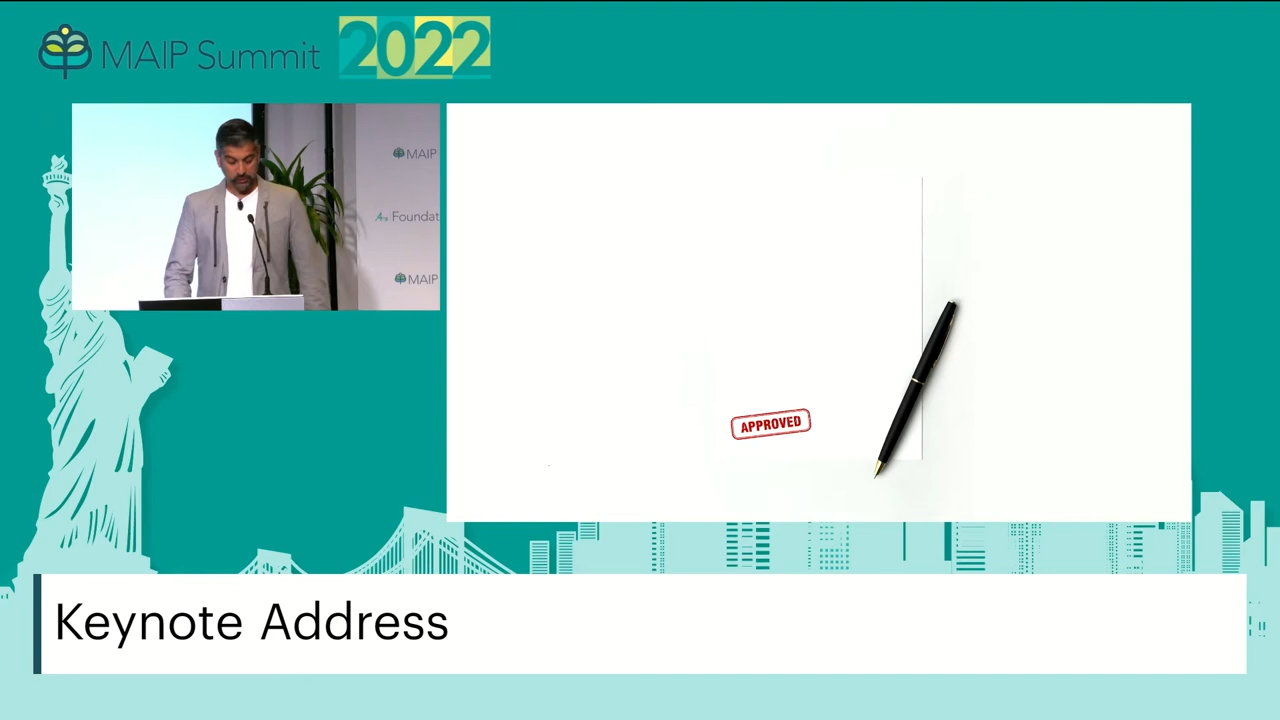 MAIP Summit 2022
MAIP
Foundat
MAIP
APPROVED
Keynote Address